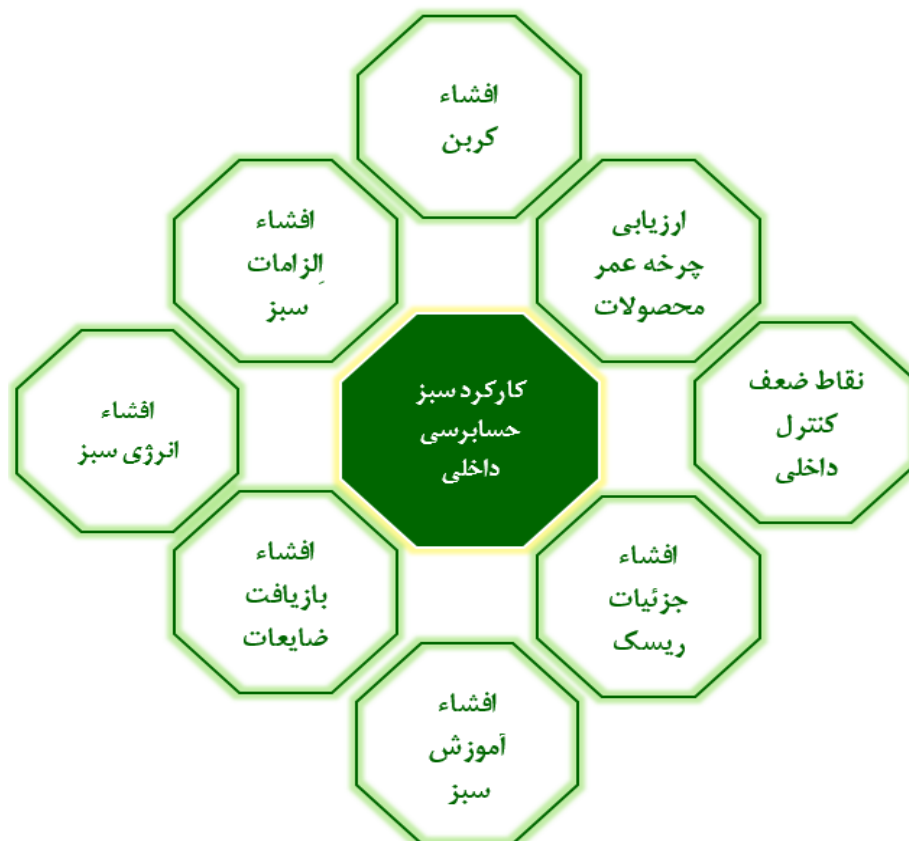 افشاء
کربن
ارزیابی
چرخه عمر
محصولات
افشاء
اِلزامات
سبز
نقاط ضعف
کنترل
داخلی
کارکرد سبز
حسابرسی
داخلی
افشاء
انرژی سبز
افشاء
جزئیات
ریسک
افشاء
بازیافت
ضایعات
افشاء
آموزش
سبز